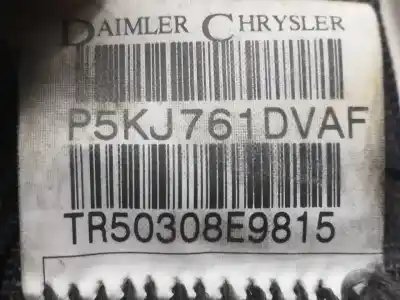 DAIMLER CHRYSLER
P5KJ761DVAF
TR50308E9815